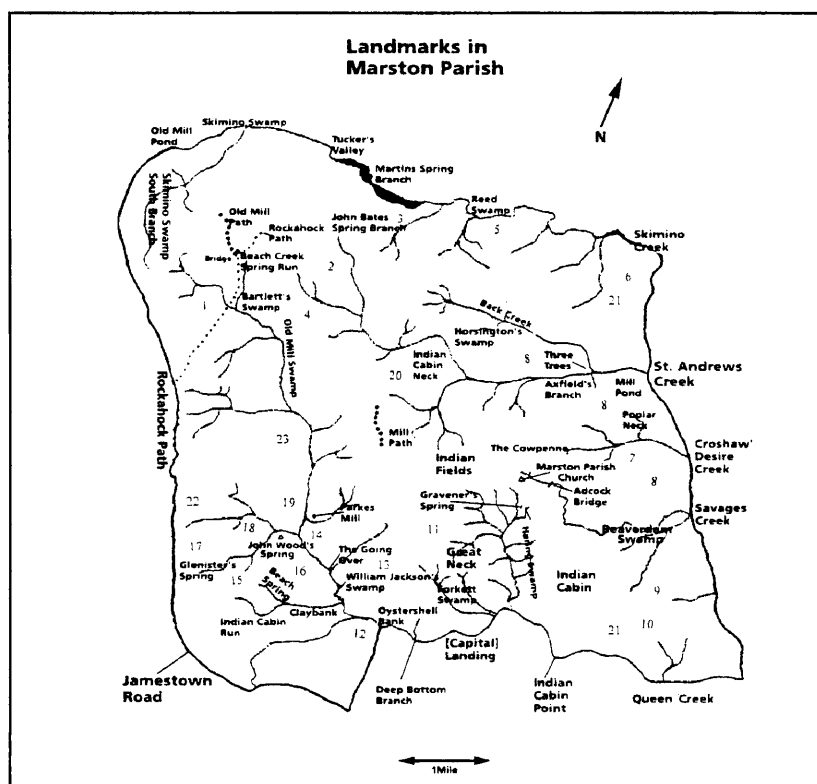 Landmarks in
Marston Parish
N
Skimino Swamp
Old Mill
Pond
Tucker's
Valley
Martins Spring
Branch
Skimino Swamp
South Branch
Reed
Swamp
Old Mill
Path
Rockahock
Path
John Bates
Spring Branch
3
5
Skimino
Creek
Bridge
Beach Creek
Spring Run
2
6
21
Bartlett's
Swamp
1
4
Back Creek
Horsington's
Swamp
Old Mill Swamp
Indian
Cabin
Neck
8
Three
Trees
St. Andrews
Creek
20
Axfield's
Branch
Mill
Pond
Rockahock Path
8
Poplar
Neck
Mill
Path
Indian
Fields
The Cowpenne
7
Croshaw'
Desire
Creek
23
Marston Parish
Church
8
Adcock
Bridge
22
19
Parkes
Mill
Gravener's
Spring
Savages
Creek
18
14
11
Beaverdam
Swamp
17
John Wood's
Spring
The Going
Over
Great
Neck
Glenister's
Spring
16
13
Indian
Cabin
15
Beach
Spring
William Jackson's
Swamp
Swamp
9
Claybank
Oystershell
Bank
Indian Cabin
Run
12
21
10
[Capital]
Landing
Jamestown
Road
Deep Bottom
Branch
Indian
Cabin
Point
Queen Creek
1Mile